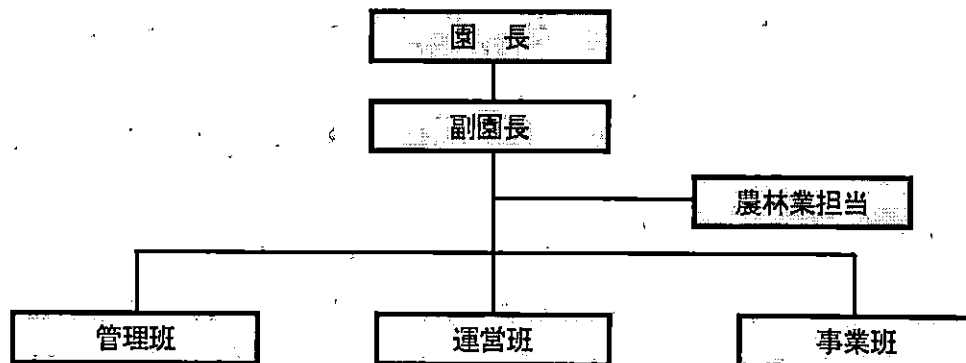 園　長
副園長
農林業担当
管理班
運営班
事業班